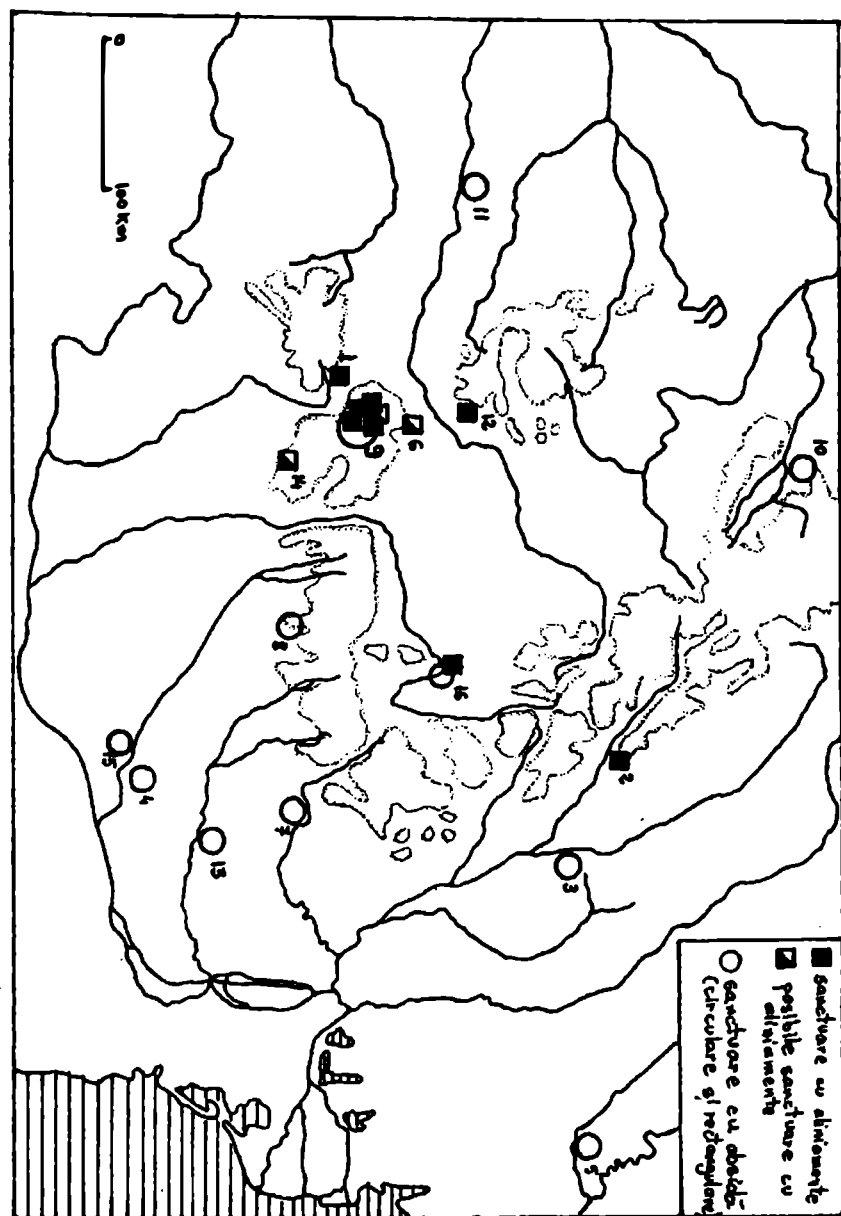 sanctuare cu aliniamente
posibile sanctuare cu
aliniamente
sanctuare cu absidă
(circulare și rectangulare)
10
2
5
3
11
12
16
6
9
1
7
14
8
13
4
15
0 100 km